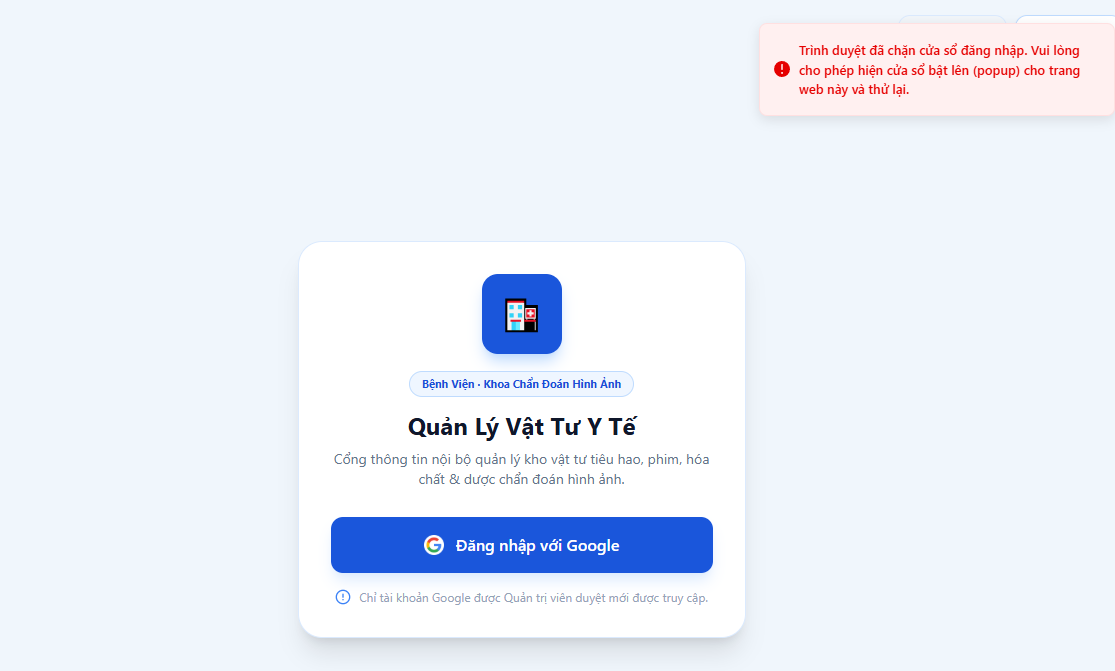 Trình duyệt đã chặn cửa sổ đăng nhập. Vui lòng
cho phép hiện cửa sổ bật lên (popup) cho trang
web này và thử lại.
Bệnh Viện · Khoa Chẩn Đoán Hình Ảnh
Quản Lý Vật Tư Y Tế
Cổng thông tin nội bộ quản lý kho vật tư tiêu hao, phim, hóa
chất & dược chẩn đoán hình ảnh.
Đăng nhập với Google
Chỉ tài khoản Google được Quản trị viên duyệt mới được truy cập.